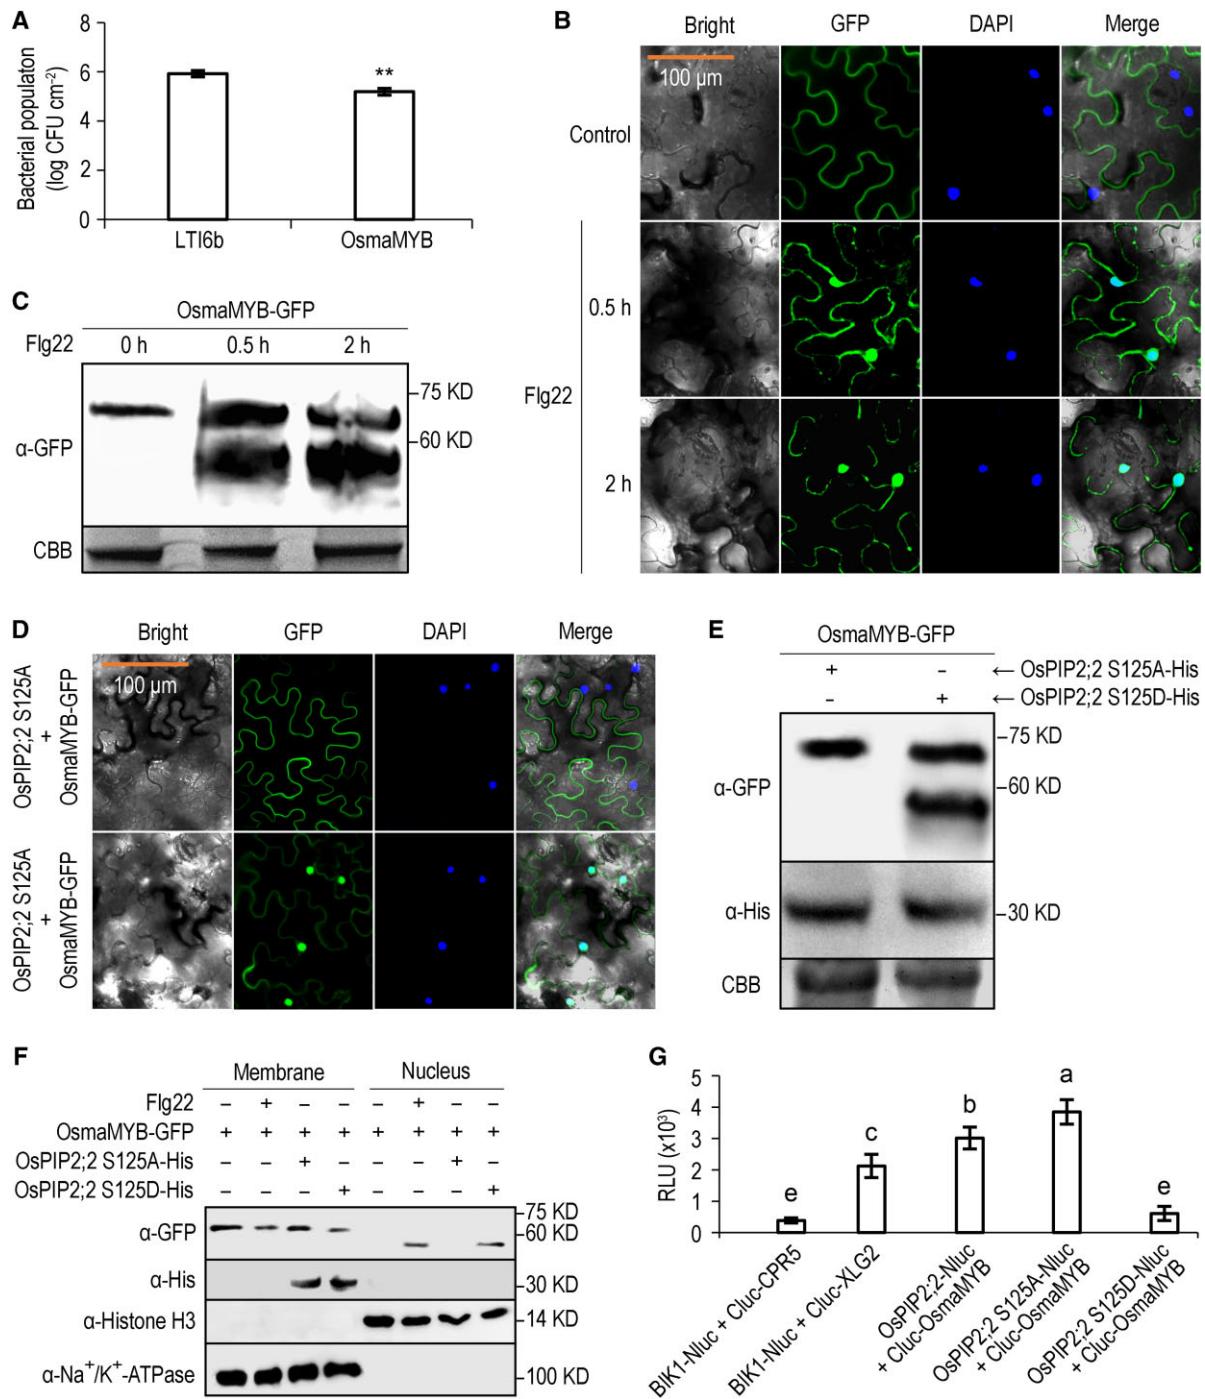 A
8
6
4
2
0
Bacterial populaton
(log CFU cm⁻²)
**
LTI6b OsmaMYB
B
Bright GFP DAPI Merge
100 μm
Control
0.5 h
Flg22
2 h
C
OsmaMYB-GFP
Flg22 0 h 0.5 h 2 h
α-GFP
75 KD
60 KD
CBB
D
Bright GFP DAPI Merge
100 μm
OsPIP2;2 S125A
+
OsmaMYB-GFP
OsPIP2;2 S125A
+
OsmaMYB-GFP
E
OsmaMYB-GFP
+ – ← OsPIP2;2 S125A-His
– + ← OsPIP2;2 S125D-His
α-GFP
75 KD
60 KD
α-His
30 KD
CBB
F
Membrane Nucleus
Flg22 – + – – – + – –
OsmaMYB-GFP + + + + + + + +
OsPIP2;2 S125A-His – – + – – – + –
OsPIP2;2 S125D-His – – – + – – – +
α-GFP
75 KD
60 KD
α-His
30 KD
α-Histone H3
14 KD
α-Na⁺/K⁺-ATPase
100 KD
G
5
4
3
2
1
0
RLU (x10³)
e c b a e
BIK1-Nluc + Cluc-CPR5
BIK1-Nluc + Cluc-XLG2
OsPIP2;2-Nluc
+ Cluc-OsmaMYB
OsPIP2;2 S125A-Nluc
+ Cluc-OsmaMYB
OsPIP2;2 S125D-Nluc
+ Cluc-OsmaMYB